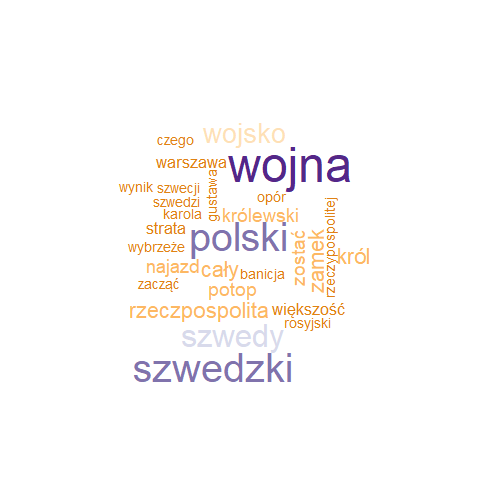 wojsko
czego
wojna
warszawa
gustawa
wynik
szwecji
opór
szwedzi
karola
królewski
rzeczypospolitej
strata
polski
zostać
zamek
wybrzeże
król
najazd
cały
banicja
zacząć
potop
rzeczpospolita
większość
rosyjski
szwedy
szwedzki